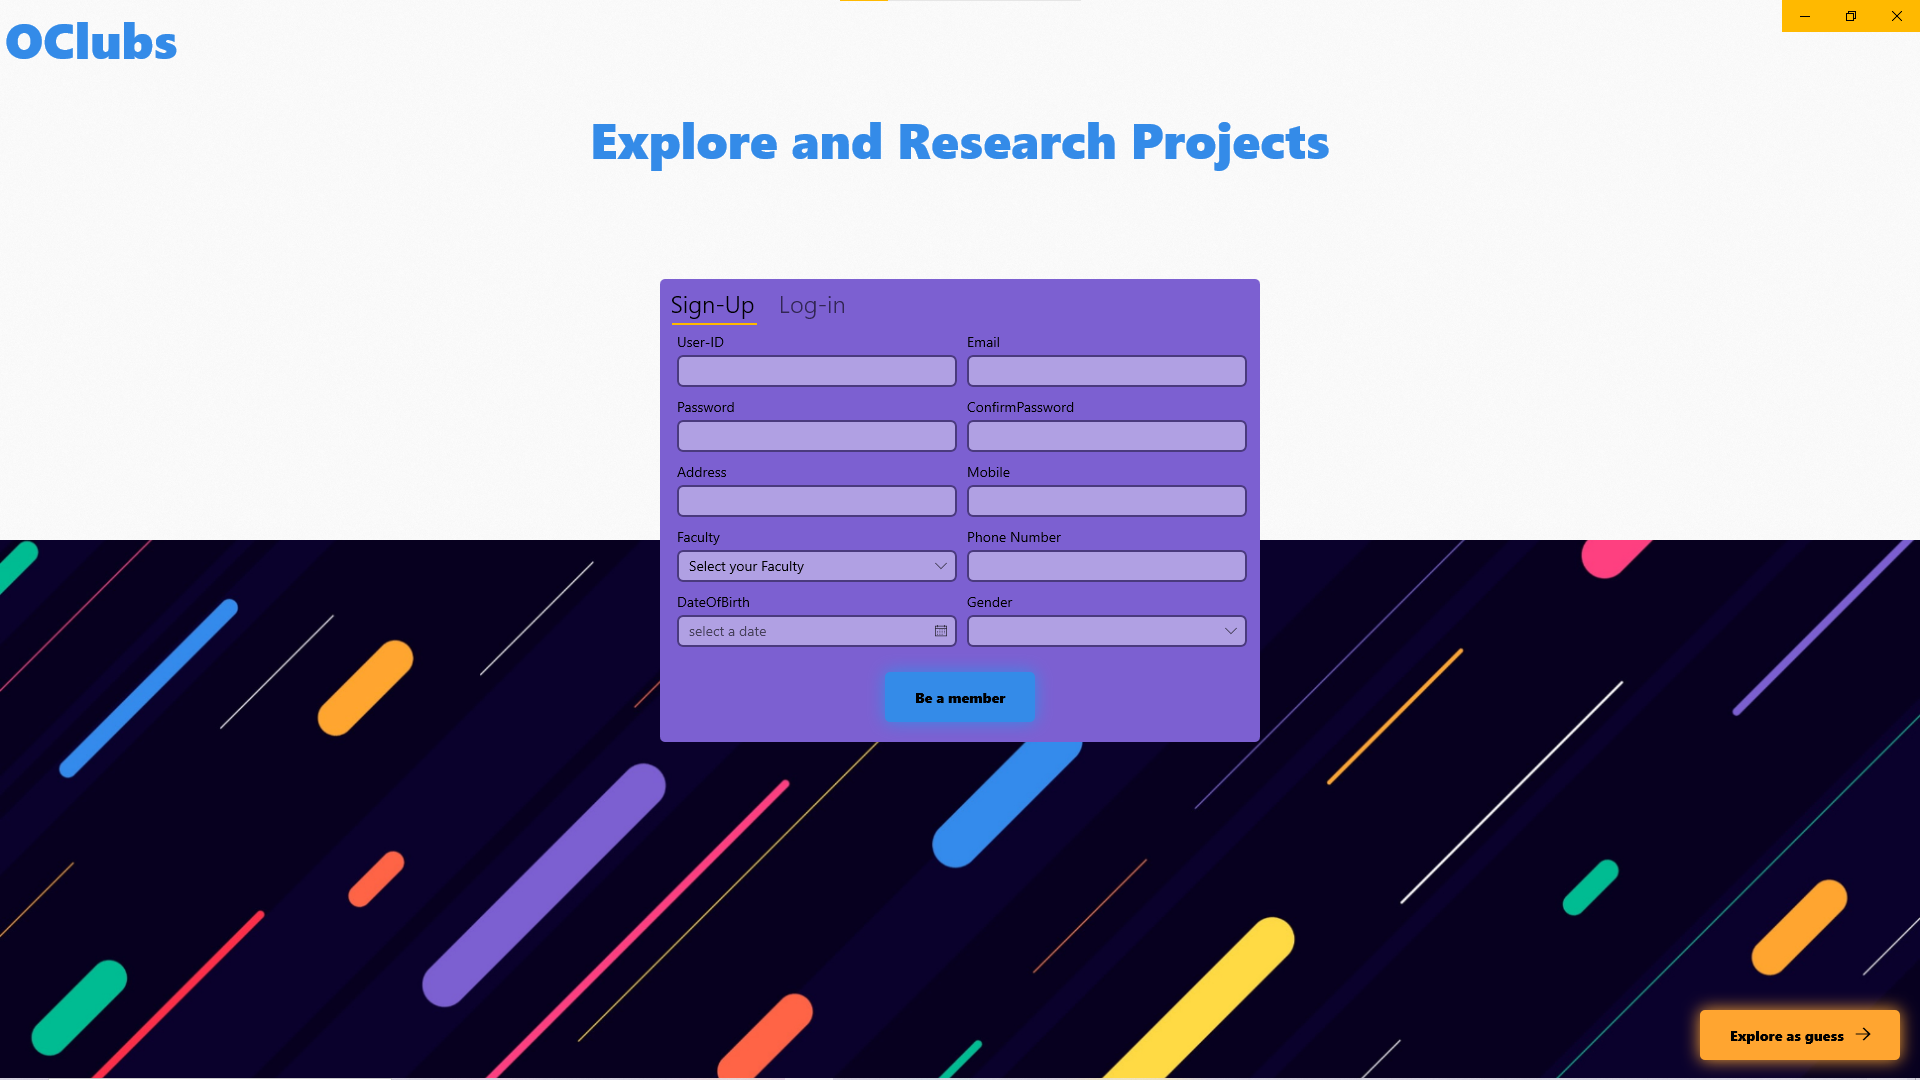 OClubs
Explore and Research Projects
Sign-Up Log-in
User-ID Email
Password ConfirmPassword
Address Mobile
Faculty Phone Number
Select your Faculty
DateOfBirth Gender
select a date
Be a member
Explore as guess